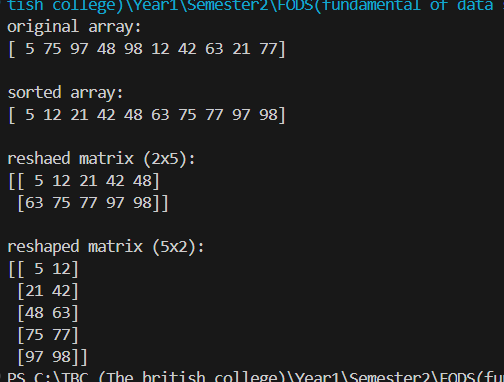 tish college)\Year1\Semester2\FODS(fundamental of data
original array:
[ 5 75 97 48 98 12 42 63 21 77]
sorted array:
[ 5 12 21 42 48 63 75 77 97 98]
reshaed matrix (2x5):
[[ 5 12 21 42 48]
[63 75 77 97 98]]
reshaped matrix (5x2):
[[ 5 12]
[21 42]
[48 63]
[75 77]
[97 98]]
PS C:\TBC (The british college)\Year1\Semester2\FODS(fu